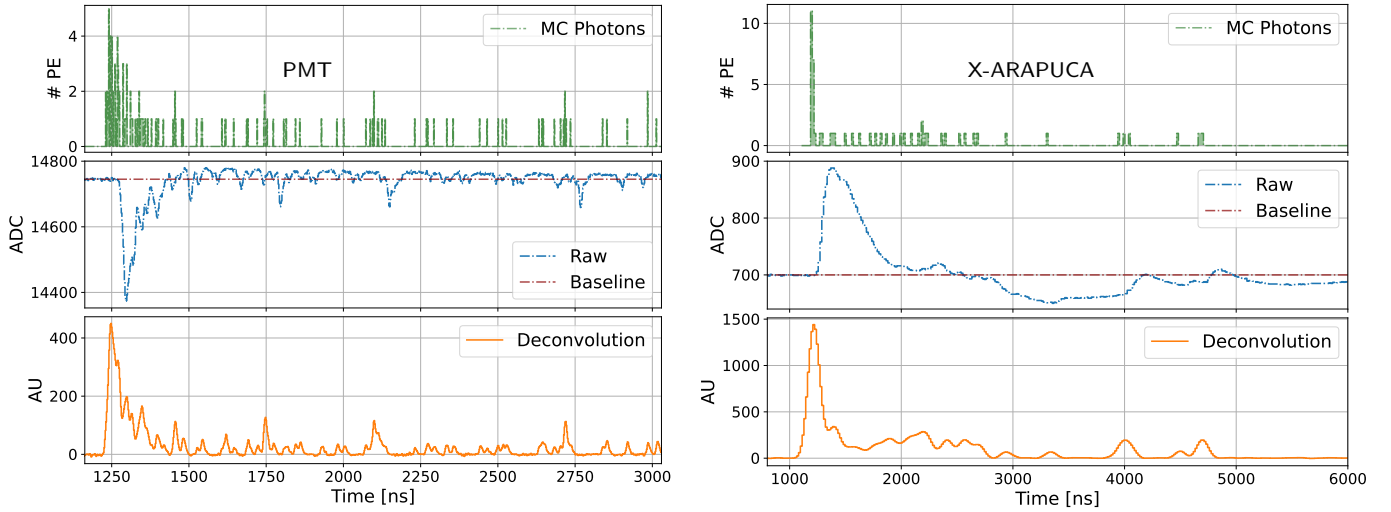 PMT
MC Photons
# PE
4
2
0
14800
14600
14400
ADC
Raw
Baseline
400
200
0
AU
Deconvolution
1250 1500 1750 2000 2250 2500 2750 3000
Time [ns]
X-ARAPUCA
MC Photons
# PE
10
5
0
900
800
700
ADC
Raw
Baseline
1500
1000
500
0
AU
Deconvolution
1000 2000 3000 4000 5000 6000
Time [ns]